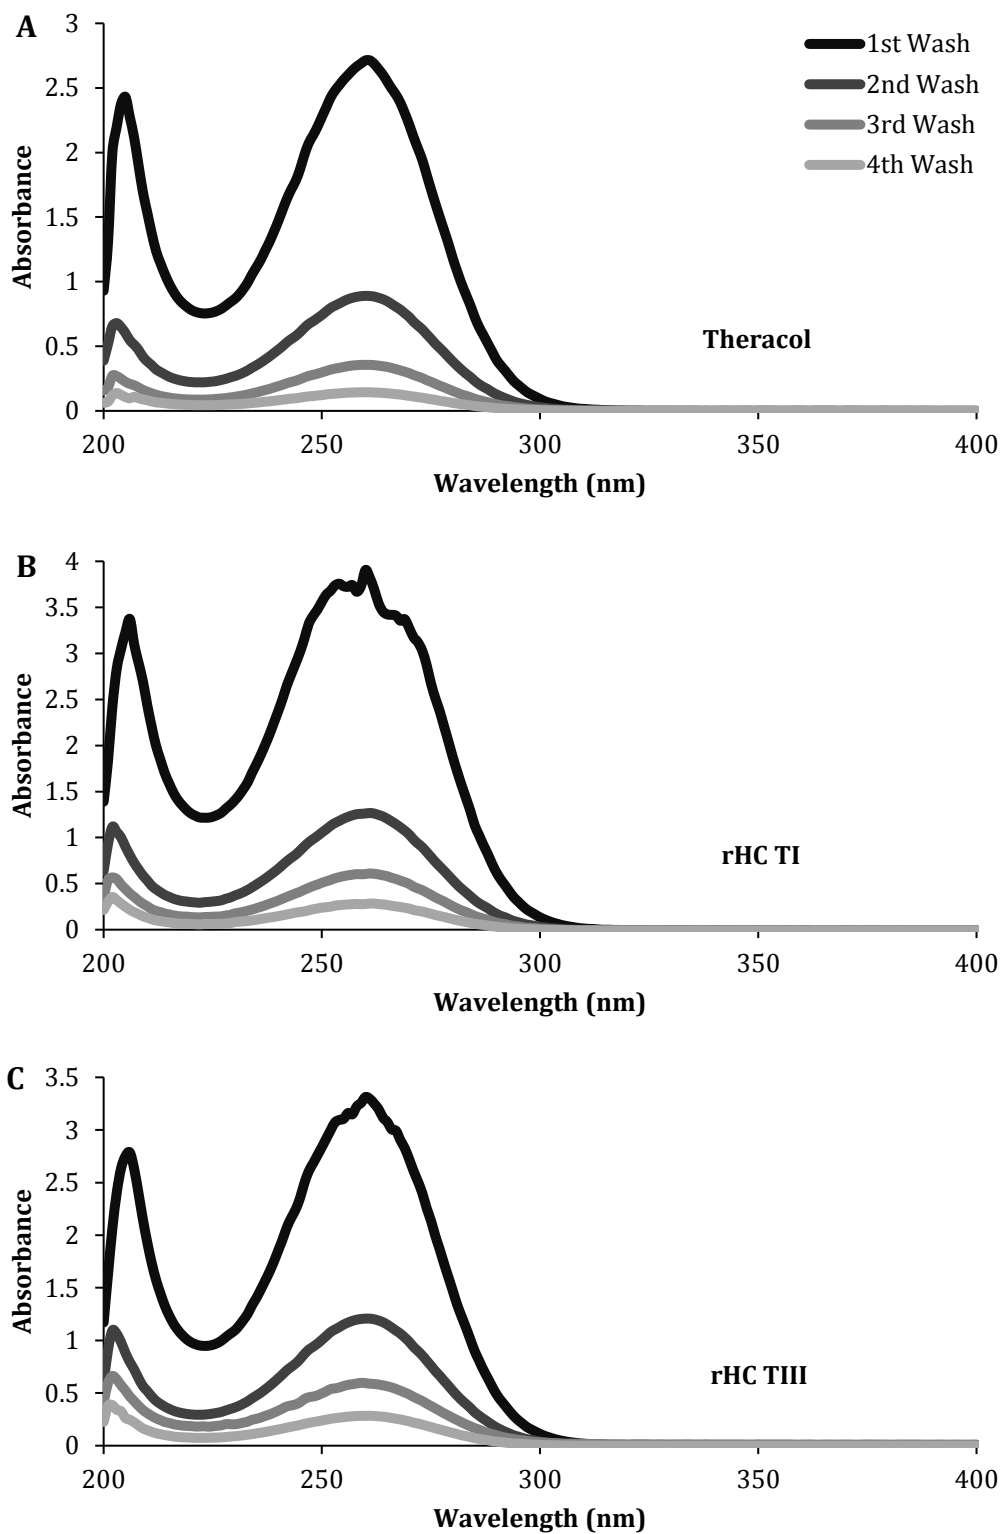 A
3
2.5
2
1.5
1
0.5
0
Absorbance
1st Wash
2nd Wash
3rd Wash
4th Wash
Theracol
200 250 300 350 400
Wavelength (nm)
B
4
3.5
3
2.5
2
1.5
1
0.5
0
Absorbance
rHC TI
200 250 300 350 400
Wavelength (nm)
C
3.5
3
2.5
2
1.5
1
0.5
0
Absorbance
rHC TIII
200 250 300 350 400
Wavelength (nm)